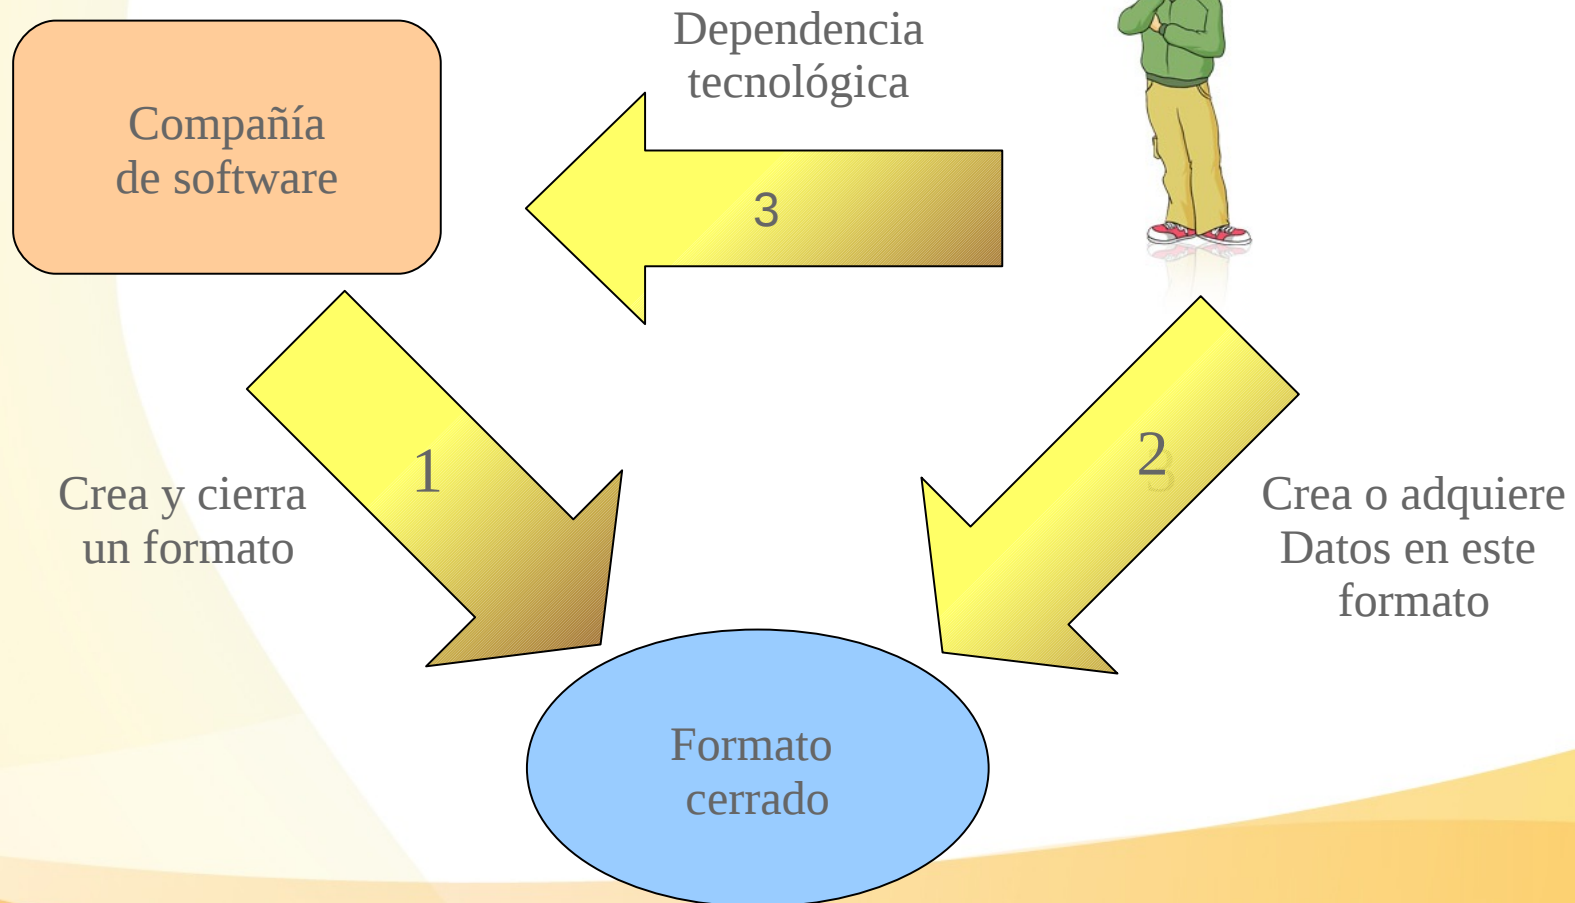 Dependencia
tecnológica
Compañía
de software
3
1
2
3
Crea y cierra
un formato
Crea o adquiere
Datos en este
formato
Formato
cerrado